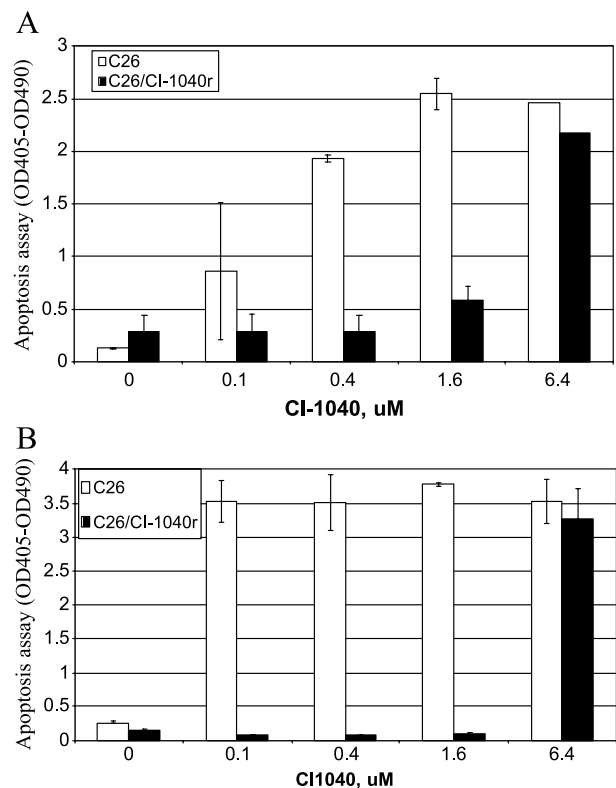 A
3
2.5
2
1.5
1
0.5
0
Apoptosis assay (OD405-OD490)
C26
C26/CI-1040r
0 0.1 0.4 1.6 6.4
CI-1040, uM
B
4
3.5
3
2.5
2
1.5
1
0.5
0
Apoptosis assay (OD405-OD490)
C26
C26/CI-1040r
0 0.1 0.4 1.6 6.4
CI1040, uM